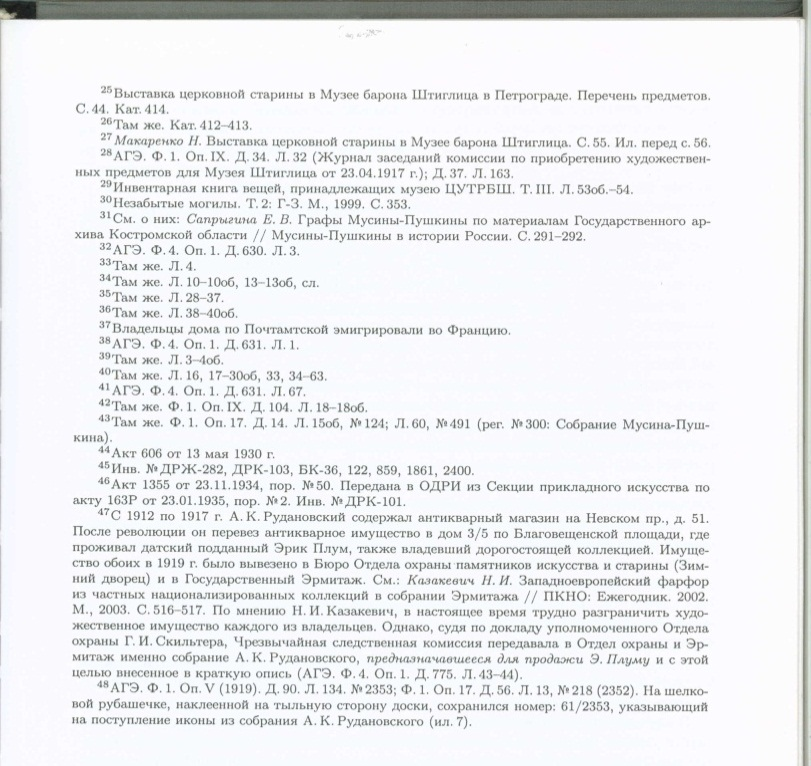 ²⁵Выставка церковной старины в Музее барона Штиглица в Петрограде. Перечень предметов.
С. 44. Кат. 414.
²⁶Там же. Кат. 412–413.
²⁷Макаренко Н. Выставка церковной старины в Музее барона Штиглица. С. 55. Ил. перед с. 56.
²⁸АГЭ. Ф. 1. Оп. IX. Д. 34. Л. 32 (Журнал заседаний комиссии по приобретению художествен-
ных предметов для Музея Штиглица от 23.04.1917 г.); Д. 37. Л. 163.
²⁹Инвентарная книга вещей, принадлежащих музею ЦУТРБШ. Т. III. Л. 53об.–54.
³⁰Незабытые могилы. Т. 2: Г-З. М., 1999. С. 353.
³¹См. о них: Сапрыгина Е. В. Графы Мусины-Пушкины по материалам Государственного ар-
хива Костромской области // Мусины-Пушкины в истории России. С. 291–292.
³²АГЭ. Ф. 4. Оп. 1. Д. 630. Л. 3.
³³Там же. Л. 4.
³⁴Там же. Л. 10–10об, 13–13об, сл.
³⁵Там же. Л. 28–37.
³⁶Там же. Л. 38–40об.
³⁷Владельцы дома по Почтамтской эмигрировали во Францию.
³⁸АГЭ. Ф. 4. Оп. 1. Д. 631. Л. 1.
³⁹Там же. Л. 3–4об.
⁴⁰Там же. Л. 16, 17–30об, 33, 34–63.
⁴¹АГЭ. Ф. 4. Оп. 1. Д. 631. Л. 67.
⁴²Там же. Ф. 1. Оп. IX. Д. 104. Л. 18–18об.
⁴³Там же. Ф. 1. Оп. 17. Д. 14. Л. 15об, № 124; Л. 60, № 491 (рег. № 300: Собрание Мусина-Пуш-
кина).
⁴⁴Акт 606 от 13 мая 1930 г.
⁴⁵Инв. № ДРЖ-282, ДРК-103, БК-36, 122, 859, 1861, 2400.
⁴⁶Акт 1355 от 23.11.1934, пор. № 50. Передана в ОДРИ из Секции прикладного искусства по
акту 163Р от 23.01.1935, пор. № 2. Инв. № ДРК-101.
⁴⁷С 1912 по 1917 г. А. К. Рудановский содержал антикварный магазин на Невском пр., д. 51.
После революции он перевез антикварное имущество в дом 3/5 по Благовещенской площади, где
проживал датский подданный Эрик Плум, также владевший дорогостоящей коллекцией. Имуще-
ство обоих в 1919 г. было вывезено в Бюро Отдела охраны памятников искусства и старины (Зим-
ний дворец) и в Государственный Эрмитаж. См.: Казакевич Н. И. Западноевропейский фарфор
из частных национализированных коллекций в собрании Эрмитажа // ПКНО: Ежегодник. 2002.
М., 2003. С. 516–517. По мнению Н. И. Казакевич, в настоящее время трудно разграничить худо-
жественное имущество каждого из владельцев. Однако, судя по докладу уполномоченного Отдела
охраны Г. И. Скильтера, Чрезвычайная следственная комиссия передавала в Отдел охраны и Эр-
митаж именно собрание А. К. Рудановского, предназначавшееся для продажи Э. Плуму и с этой
целью внесенное в краткую опись (АГЭ. Ф. 4. Оп. 1. Д. 775. Л. 43–44).
⁴⁸АГЭ. Ф. 1. Оп. V (1919). Д. 90. Л. 134. № 2353; Ф. 1. Оп. 17. Д. 56. Л. 13, № 218 (2352). На шелко-
вой рубашечке, наклеенной на тыльную сторону доски, сохранился номер: 61/2353, указывающий
на поступление иконы из собрания А. К. Рудановского (ил. 7).